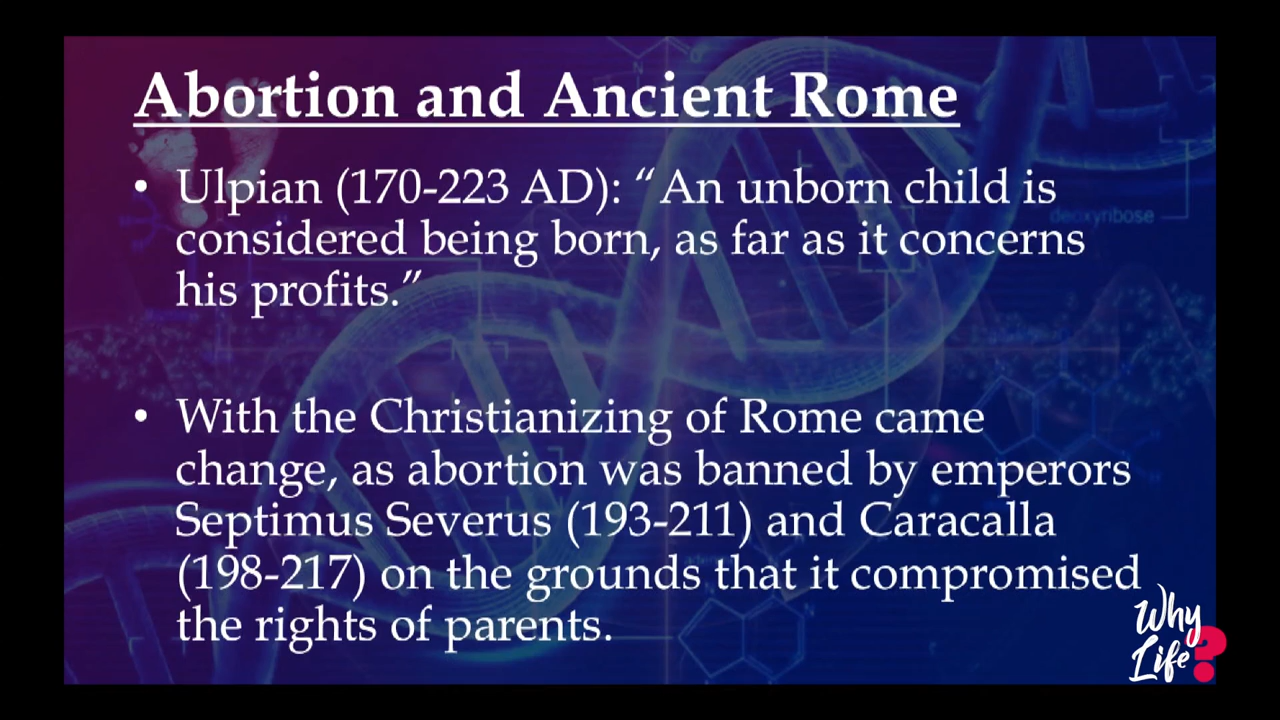 Abortion and Ancient Rome
• Ulpian (170-223 AD): “An unborn child is
considered being born, as far as it concerns
his profits.”
deoxyribose
• With the Christianizing of Rome came
change, as abortion was banned by emperors
Septimus Severus (193-211) and Caracalla
(198-217) on the grounds that it compromised
the rights of parents.
Why
Life?